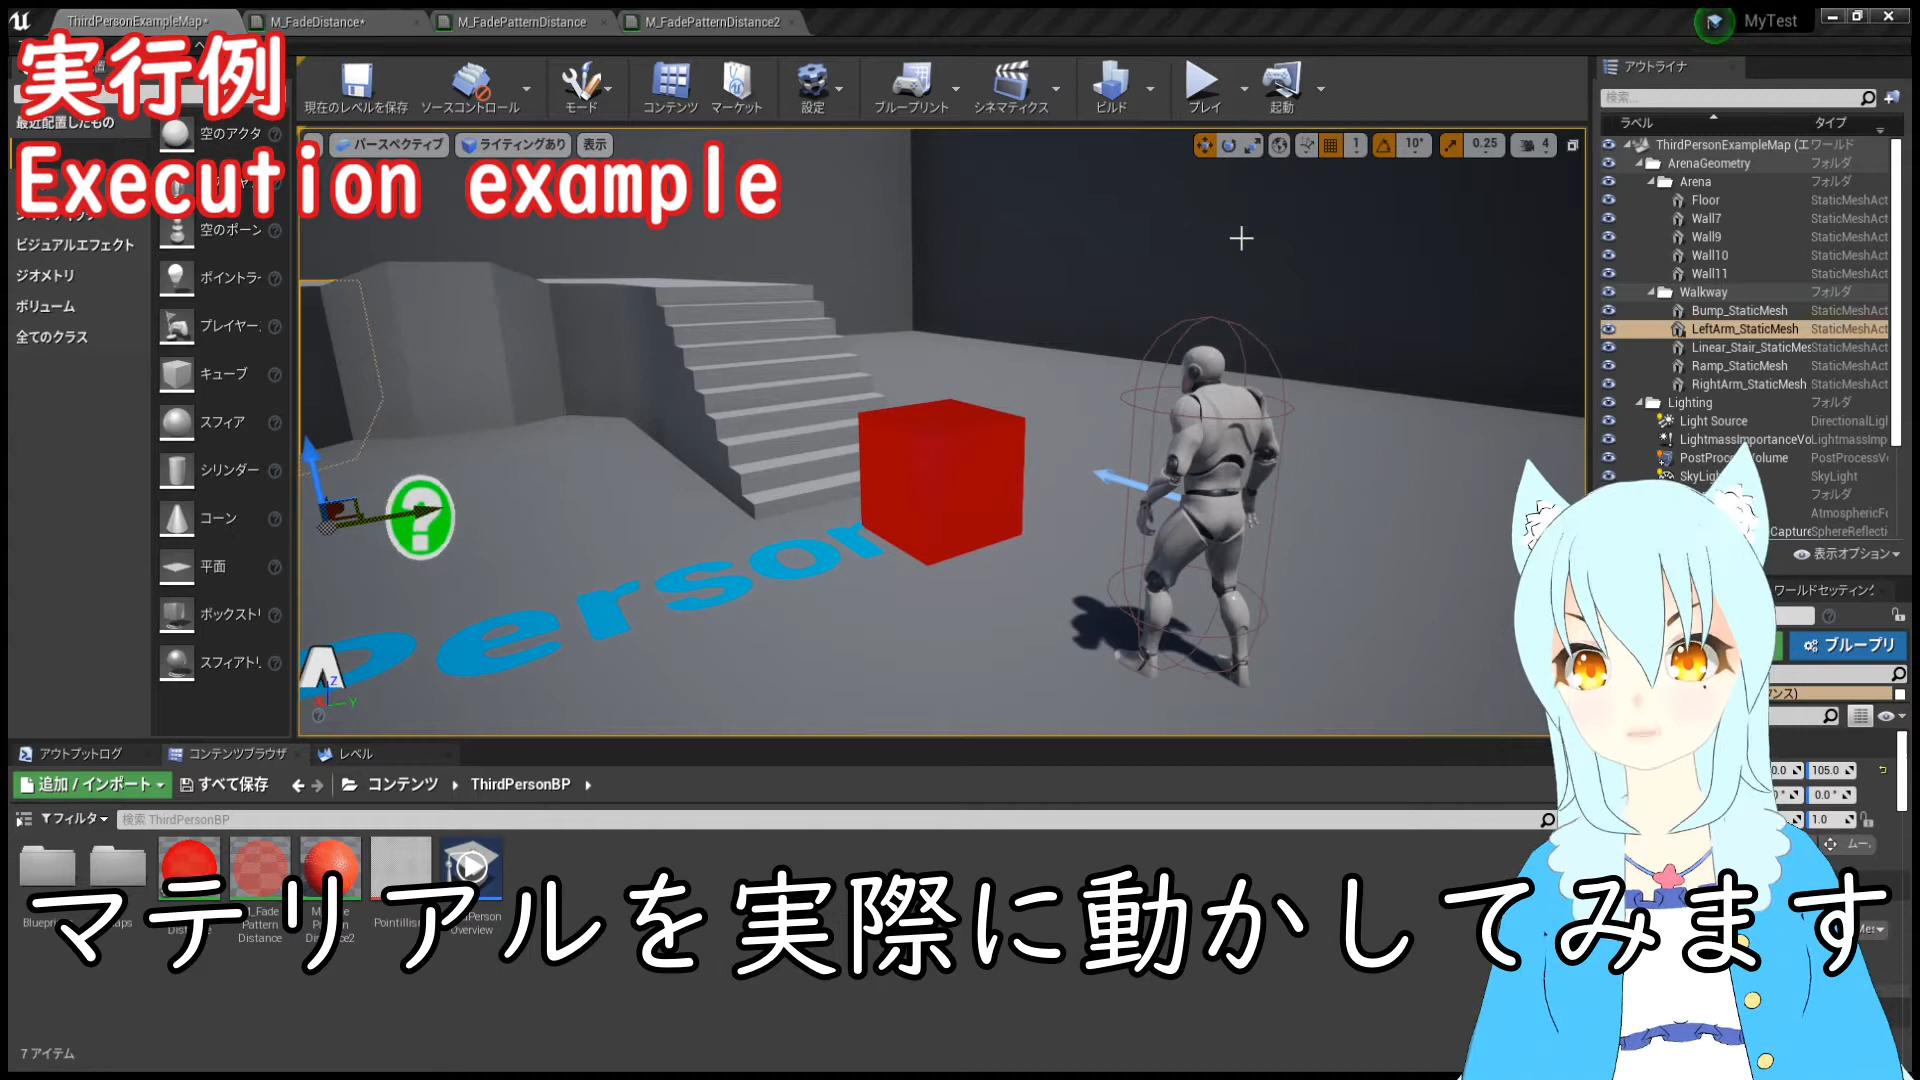 ThirdPersonExampleMap*
M_FadeDistance*
M_FadePatternDistance
M_FadePatternDistance2
MyTest
実行例
Execution example
現在のレベルを保存
ソースコントロール
モード
コンテンツ
マーケット
設定
ブループリント
シネマティクス
ビルド
プレイ
起動
最近配置したもの
ビジュアルエフェクト
ジオメトリ
ボリューム
全てのクラス
空のアクタ
空のポーン
ポイントラ
プレイヤー
キューブ
スフィア
シリンダー
コーン
平面
ボックスト
スフィアト
パースペクティブ
ライティングあり
表示
1
10°
0.25
4
Person
Z
Y
アウトライナ
検索...
ラベル
タイプ
ThirdPersonExampleMap (エ
ワールド
ArenaGeometry
フォルダ
Arena
フォルダ
Floor
StaticMeshAct
Wall7
StaticMeshAct
Wall9
StaticMeshAct
Wall10
StaticMeshAct
Wall11
StaticMeshAct
Walkway
フォルダ
Bump_StaticMesh
StaticMeshAct
LeftArm_StaticMesh
StaticMeshAct
Linear_Stair_StaticMes
StaticMeshAct
Ramp_StaticMesh
StaticMeshAct
RightArm_StaticMesh
StaticMeshAct
Lighting
フォルダ
Light Source
DirectionalLigh
LightmassImportanceVo
LightmassImp
PostProcessVolume
PostProcessVo
SkyLight
SkyLight
フォルダ
AtmosphericFo
Capture
SphereReflecti
表示オプション
ワールドセッティング
ブループリ
ンス)
0.0
105.0
0.0°
1.0
ムー
アウトプットログ
コンテンツブラウザ
レベル
追加 / インポート
すべて保存
コンテンツ
ThirdPersonBP
フィルタ
検索 ThirdPersonBP
マテリアルを実際に動かしてみます
7 アイテム